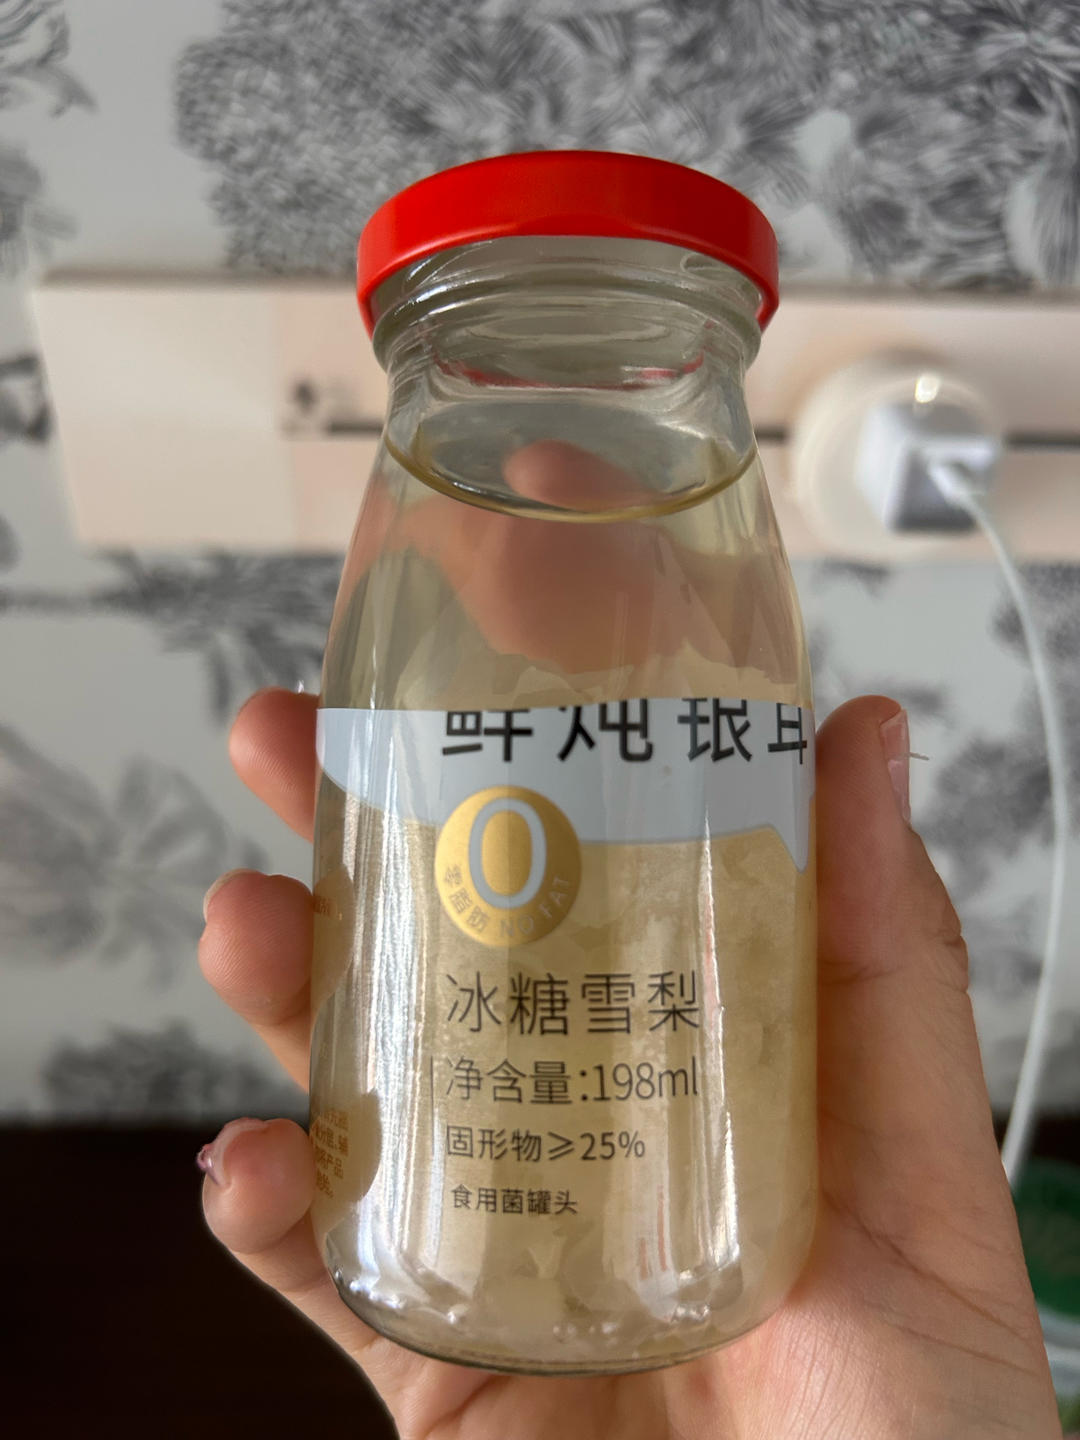 鲜炖银耳
0
零脂肪 NO FAT
冰糖雪梨
净含量:198ml
固形物≥25%
食用菌罐头